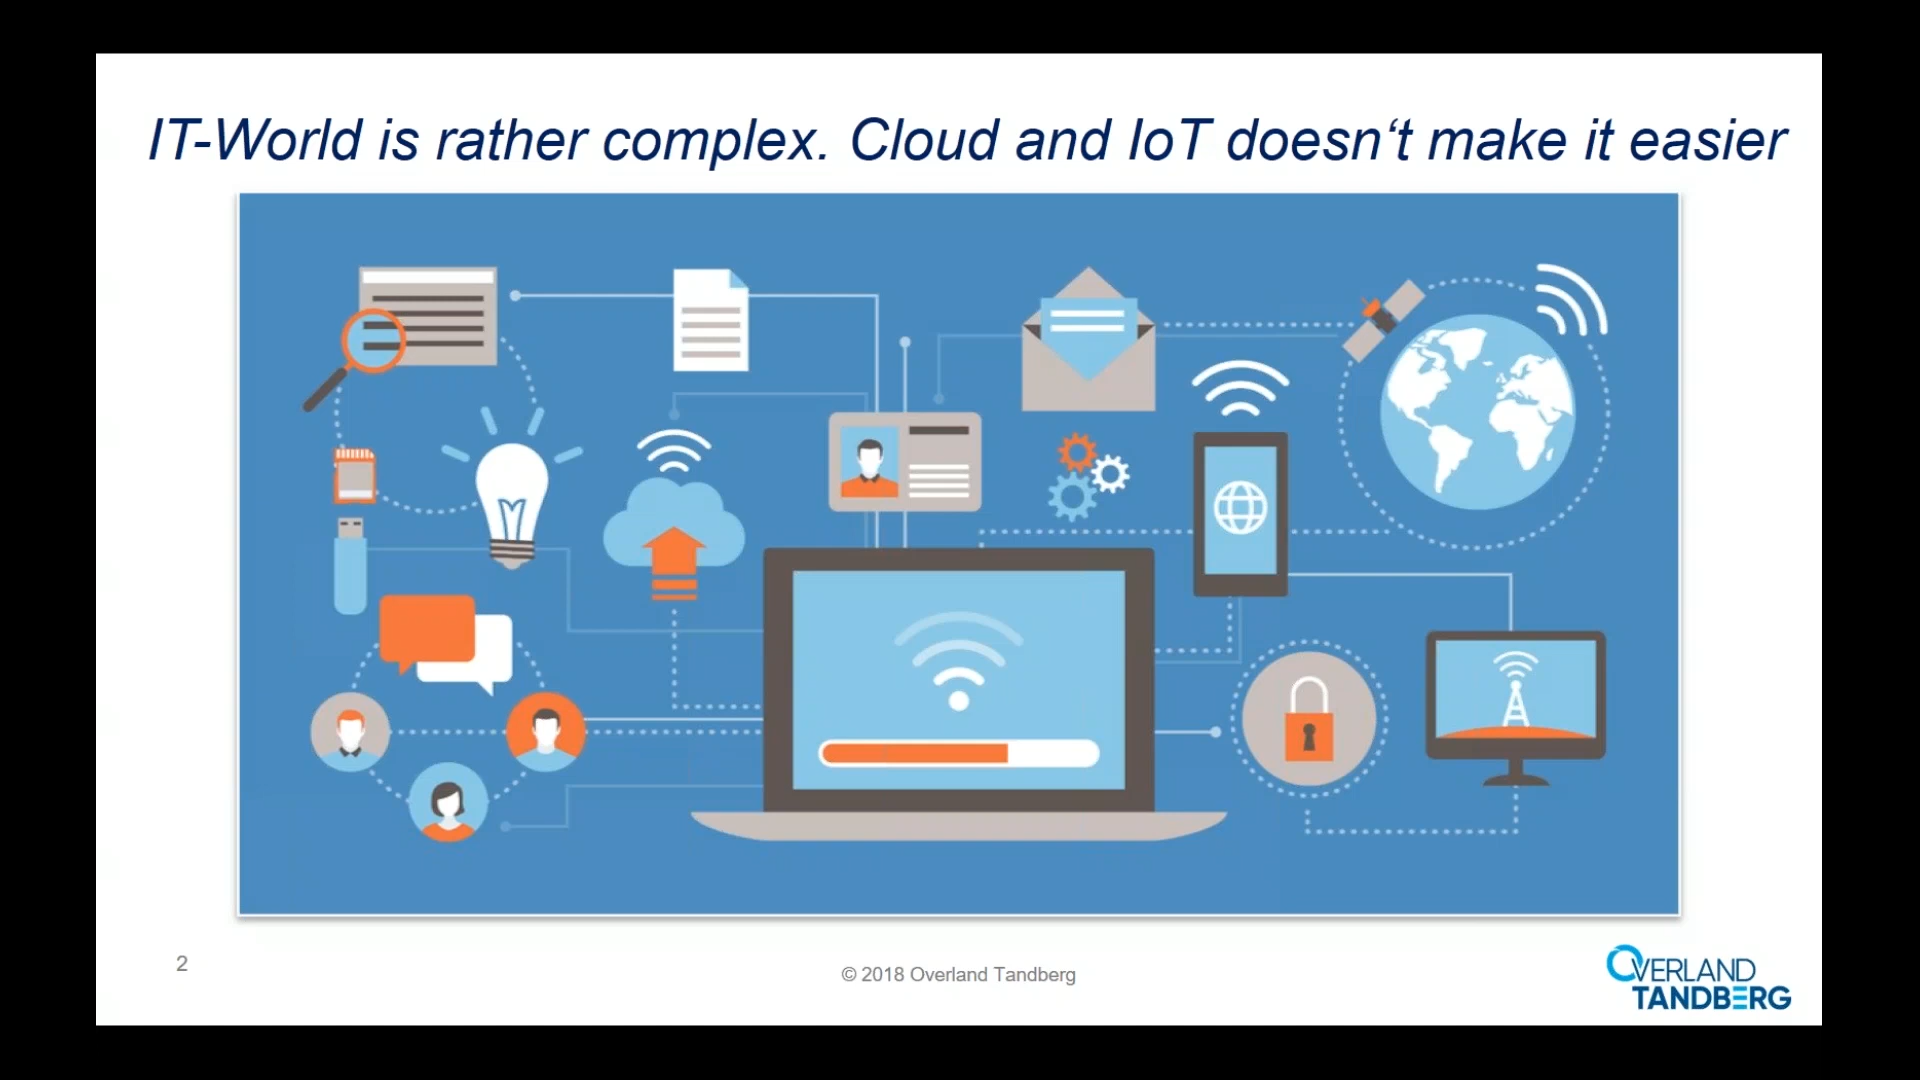 IT-World is rather complex. Cloud and IoT doesn‘t make it easier
2
© 2018 Overland Tandberg
OVERLAND
TANDBERG